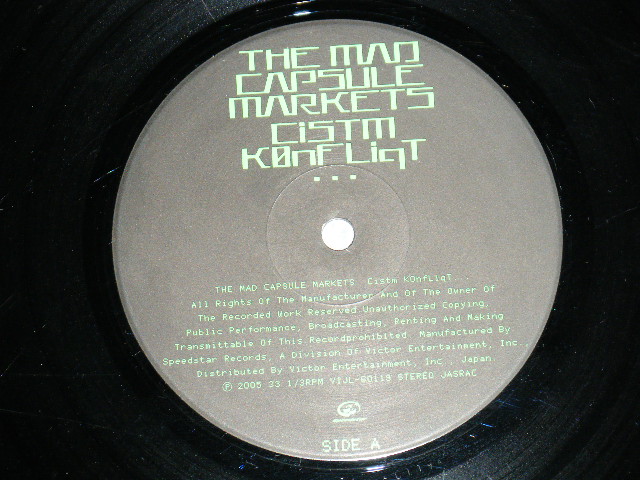 THE MAD
CAPSULE
MARKETS
CiSTm
K0nFLiqT
...
THE MAD CAPSULE MARKETS Cistm K0nfLiqT...
All Rights Of The Manufacturer And Of The Owner Of
The Recorded Work Reserved Unauthorized Copying,
Public Performance, Broadcasting, Renting And Making
Transmittable Of This Recordprohibited. Manufactured By
Speedstar Records, A Division Of Victor Entertainment, Inc.,
Distributed By Victor Entertainment, Inc., Japan.
℗ 2005 33 1/3RPM VIJL-60119 STEREO JASRAC
SIDE A